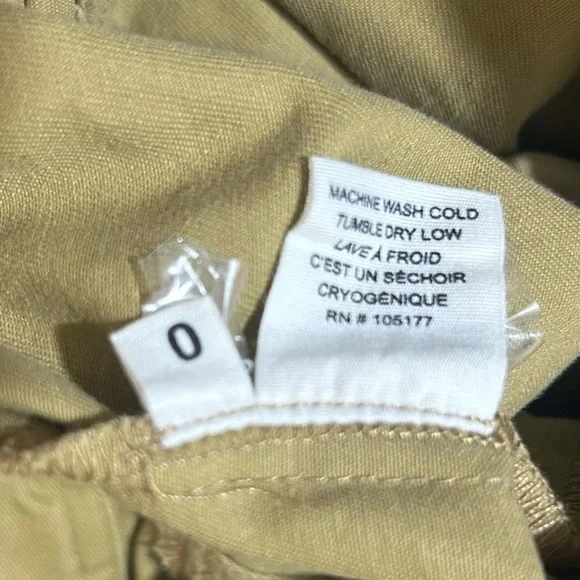 MACHINE WASH COLD
TUMBLE DRY LOW
LAVE À FROID
C'EST UN SÉCHOIR
CRYOGÉNIQUE
RN # 105177
0